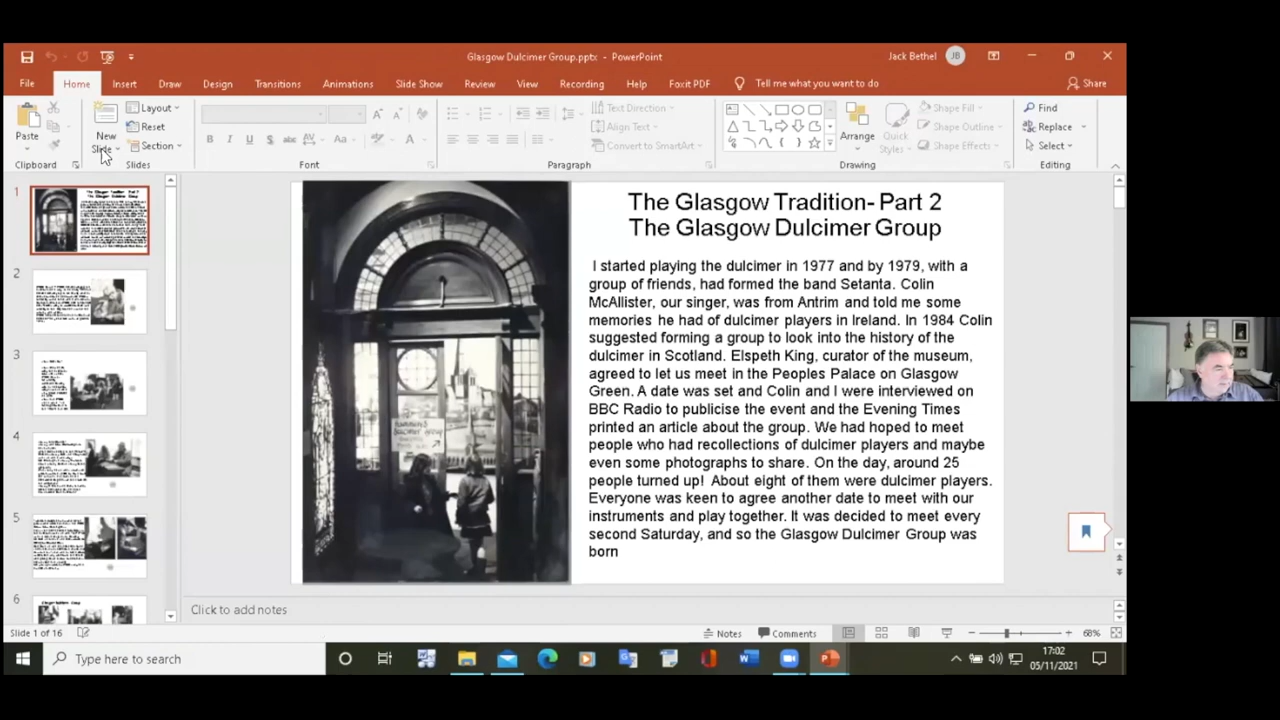 Glasgow Dulcimer Group.pptx - PowerPoint
Jack Bethel JB
File Home Insert Draw Design Transitions Animations Slide Show Review View Recording Help Foxit PDF Tell me what you want to do Share
Paste
Clipboard
New
Slide
Layout
Reset
Section
Slides
B I U S abc AV Aa A
Font
Text Direction
Align Text
Convert to SmartArt
Paragraph
Arrange
Quick
Styles
Shape Fill
Shape Outline
Shape Effects
Drawing
Find
Replace
Select
Editing
1
2
3
4
5
6
The Glasgow Tradition- Part 2
The Glasgow Dulcimer Group
I started playing the dulcimer in 1977 and by 1979, with a
group of friends, had formed the band Setanta. Colin
McAllister, our singer, was from Antrim and told me some
memories he had of dulcimer players in Ireland. In 1984 Colin
suggested forming a group to look into the history of the
dulcimer in Scotland. Elspeth King, curator of the museum,
agreed to let us meet in the Peoples Palace on Glasgow
Green. A date was set and Colin and I were interviewed on
BBC Radio to publicise the event and the Evening Times
printed an article about the group. We had hoped to meet
people who had recollections of dulcimer players and maybe
even some photographs to share. On the day, around 25
people turned up! About eight of them were dulcimer players.
Everyone was keen to agree another date to meet with our
instruments and play together. It was decided to meet every
second Saturday, and so the Glasgow Dulcimer Group was
born
Click to add notes
Slide 1 of 16
Notes Comments 68%
Type here to search
17:02
05/11/2021